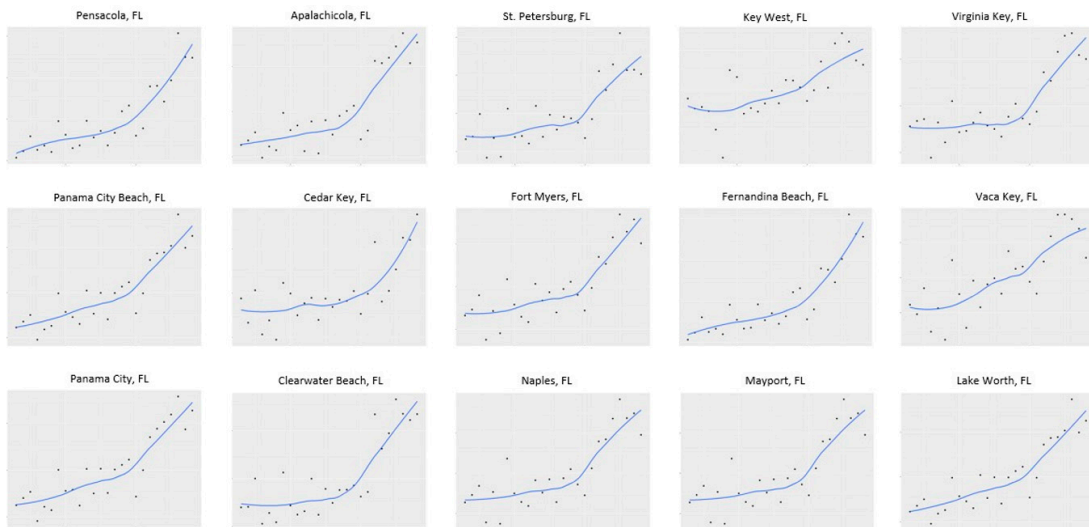 Pensacola, FL
Apalachicola, FL
St. Petersburg, FL
Key West, FL
Virginia Key, FL
Panama City Beach, FL
Cedar Key, FL
Fort Myers, FL
Fernandina Beach, FL
Vaca Key, FL
Panama City, FL
Clearwater Beach, FL
Naples, FL
Mayport, FL
Lake Worth, FL